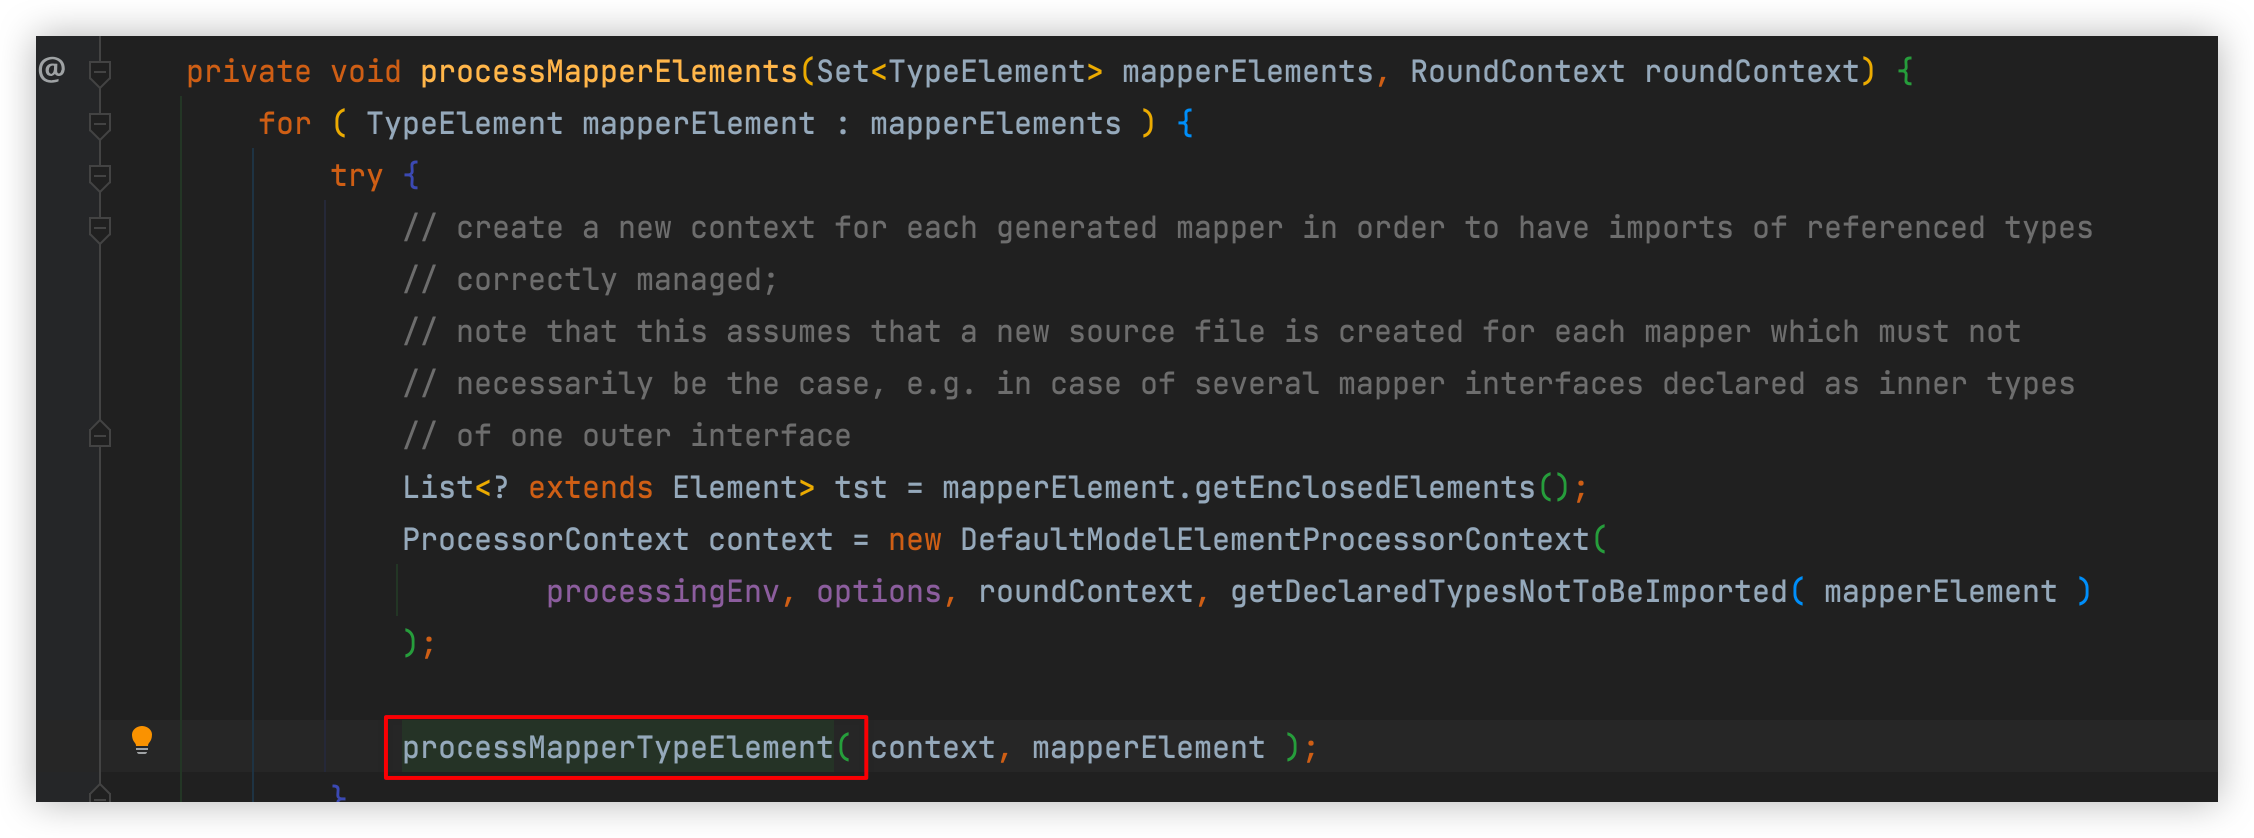 @ private void processMapperElements(Set<TypeElement> mapperElements, RoundContext roundContext) {
for ( TypeElement mapperElement : mapperElements ) {
try {
// create a new context for each generated mapper in order to have imports of referenced types
// correctly managed;
// note that this assumes that a new source file is created for each mapper which must not
// necessarily be the case, e.g. in case of several mapper interfaces declared as inner types
// of one outer interface
List<? extends Element> tst = mapperElement.getEnclosedElements();
ProcessorContext context = new DefaultModelElementProcessorContext(
processingEnv, options, roundContext, getDeclaredTypesNotToBeImported( mapperElement )
);
processMapperTypeElement( context, mapperElement );
}